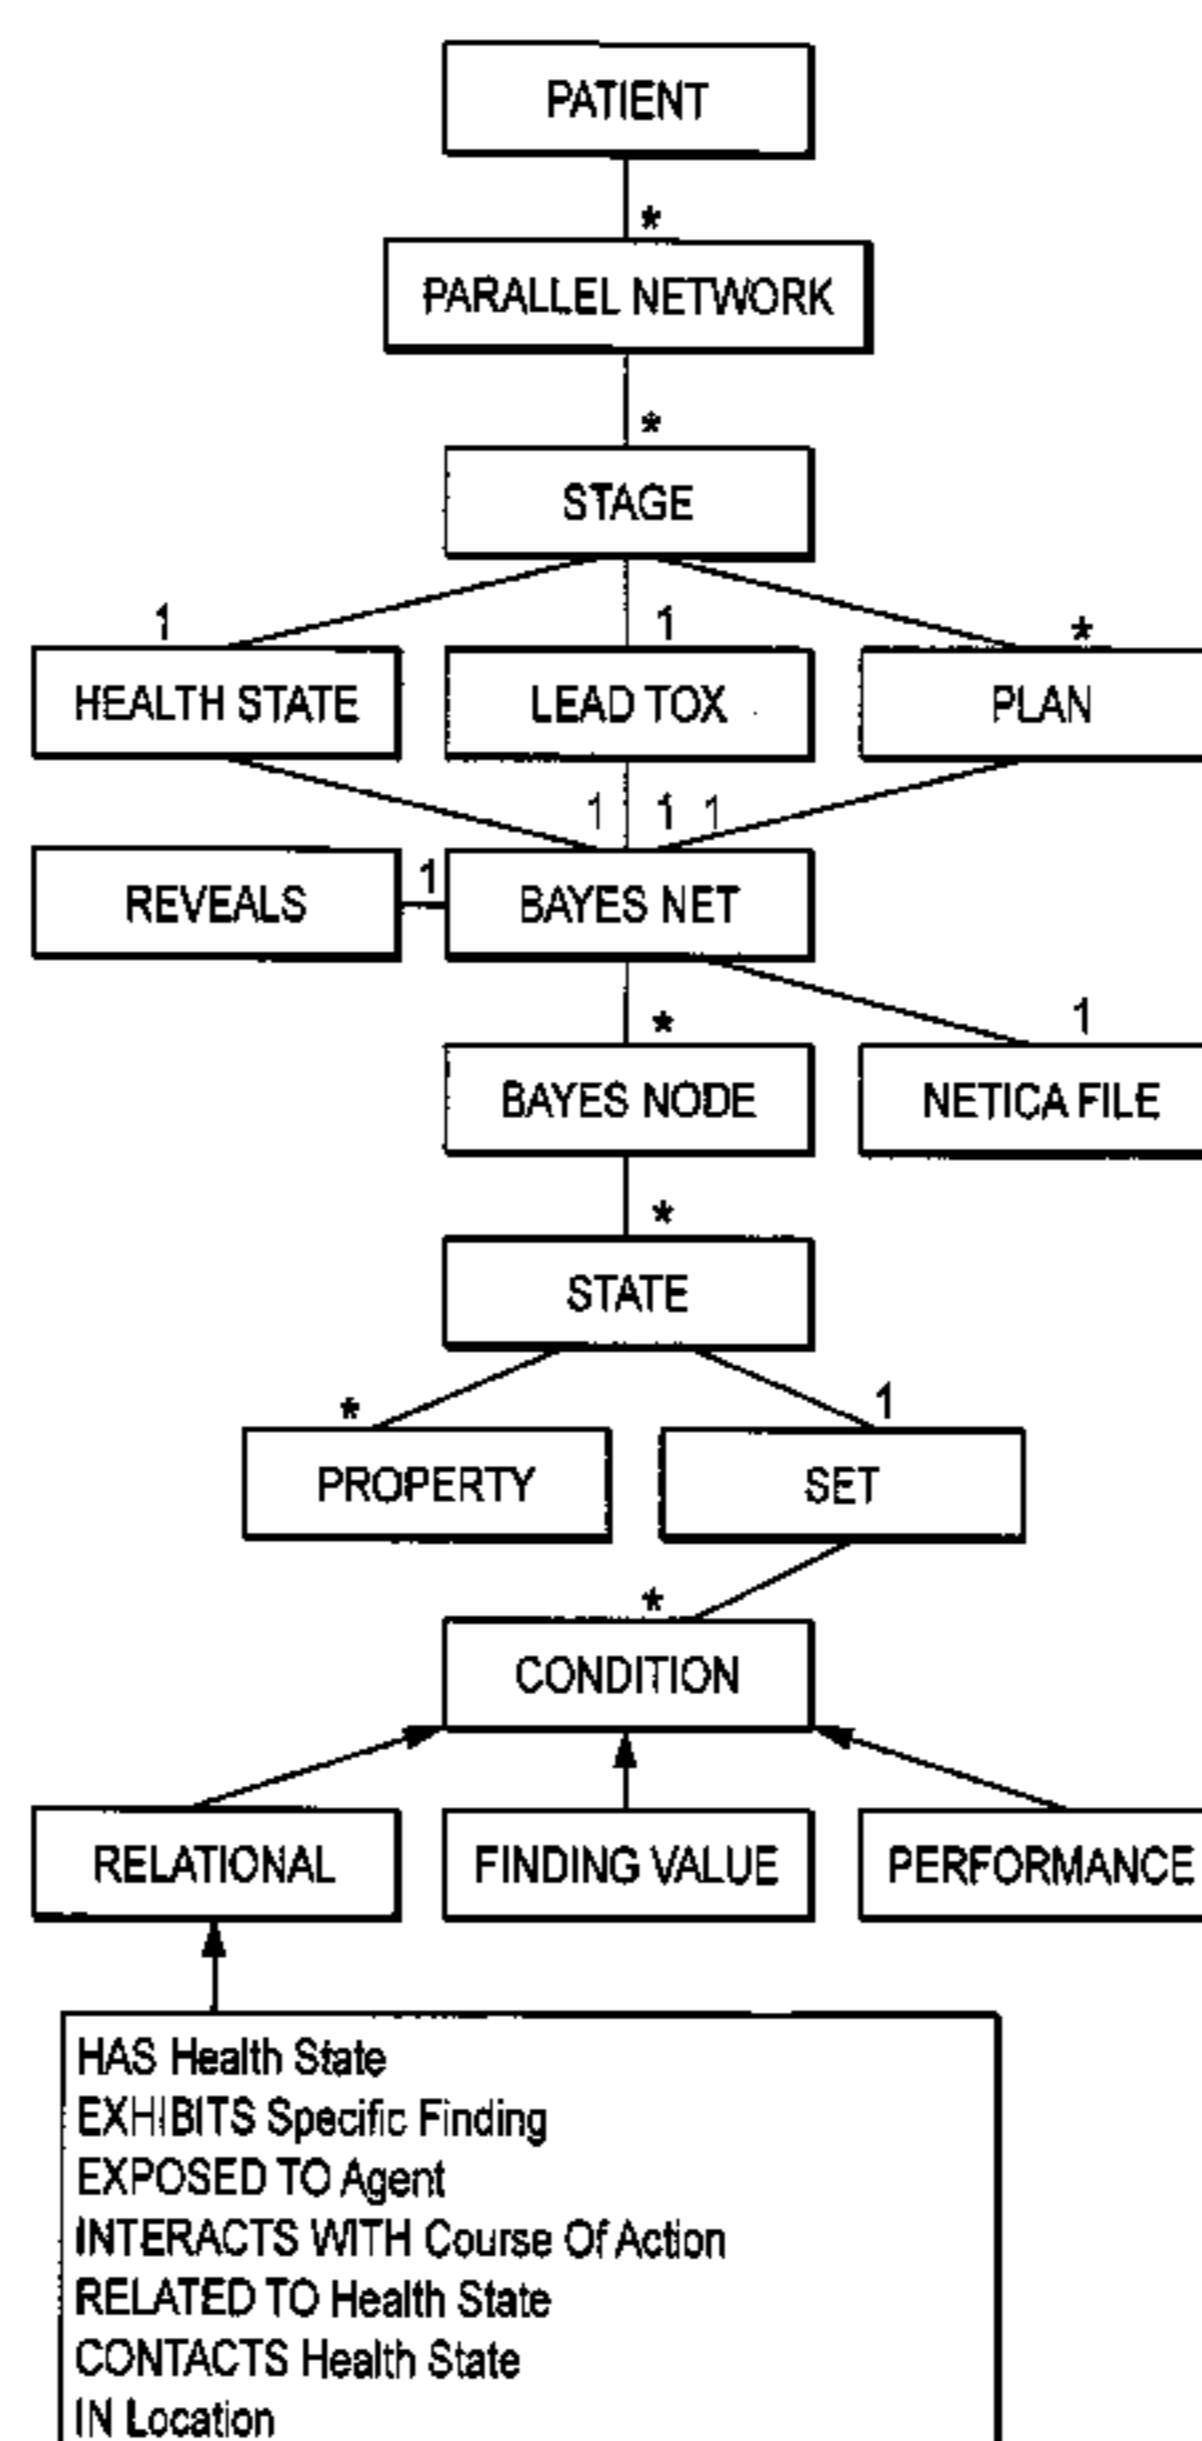 PATIENT
*
PARALLEL NETWORK
*
STAGE
1 1 *
HEALTH STATE LEAD TOX PLAN
1 1 1
REVEALS 1 BAYES NET
* 1
BAYES NODE NETICA FILE
*
STATE
* 1
PROPERTY SET
*
CONDITION
RELATIONAL FINDING VALUE PERFORMANCE
HAS Health State
EXHIBITS Specific Finding
EXPOSED TO Agent
INTERACTS WITH Course Of Action
RELATED TO Health State
CONTACTS Health State
IN Location